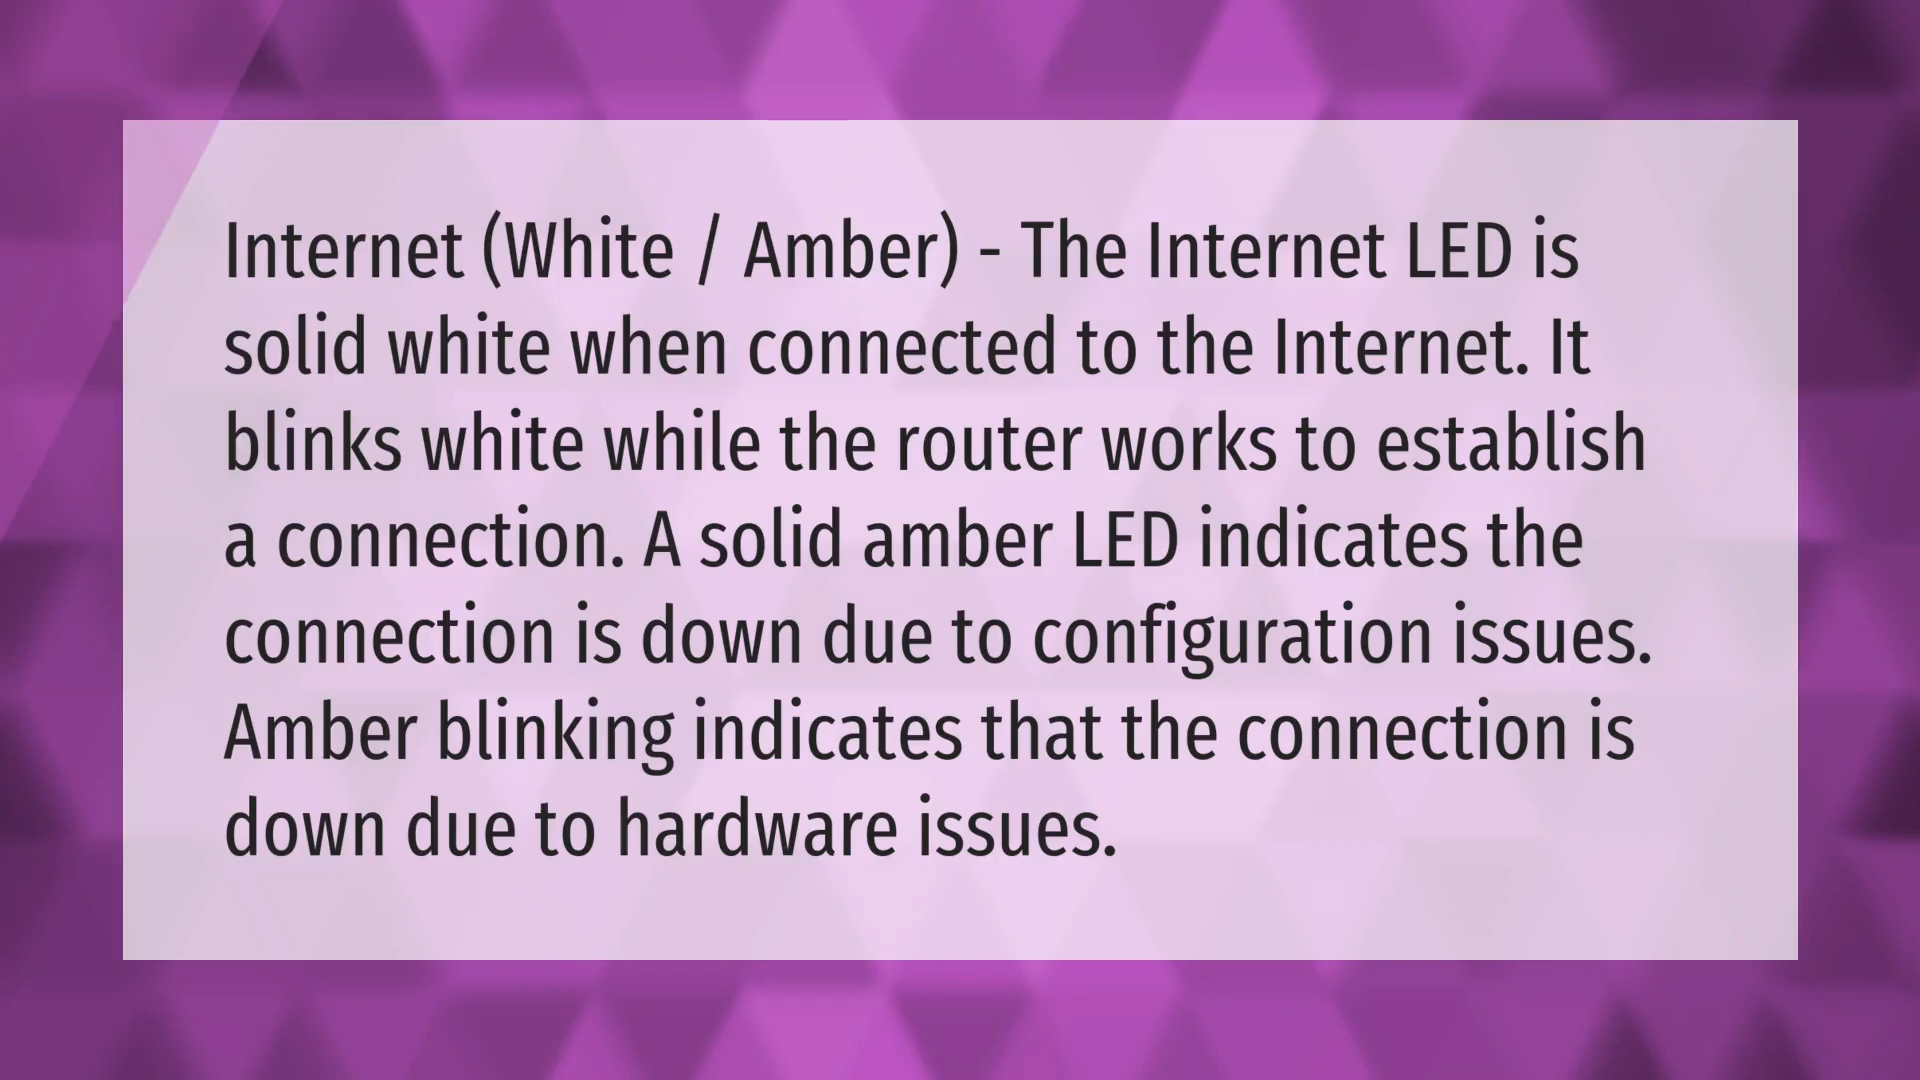 Internet (White / Amber) - The Internet LED is
solid white when connected to the Internet. It
blinks white while the router works to establish
a connection. A solid amber LED indicates the
connection is down due to configuration issues.
Amber blinking indicates that the connection is
down due to hardware issues.